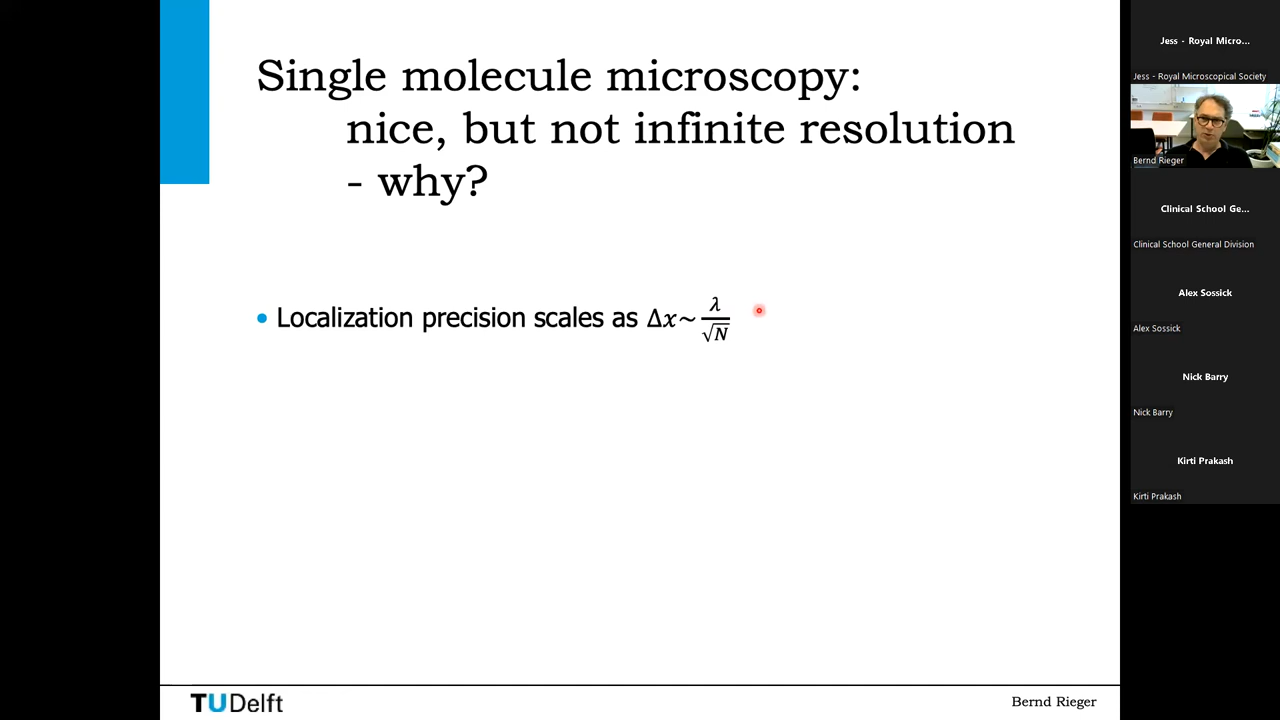 Single molecule microscopy:
nice, but not infinite resolution
- why?
• Localization precision scales as Δx~λ/√N
TUDelft
Bernd Rieger
Jess - Royal Micro...
Jess - Royal Microscopical Society
Bernd Rieger
Clinical School Ge...
Clinical School General Division
Alex Sossick
Alex Sossick
Nick Barry
Nick Barry
Kirti Prakash
Kirti Prakash